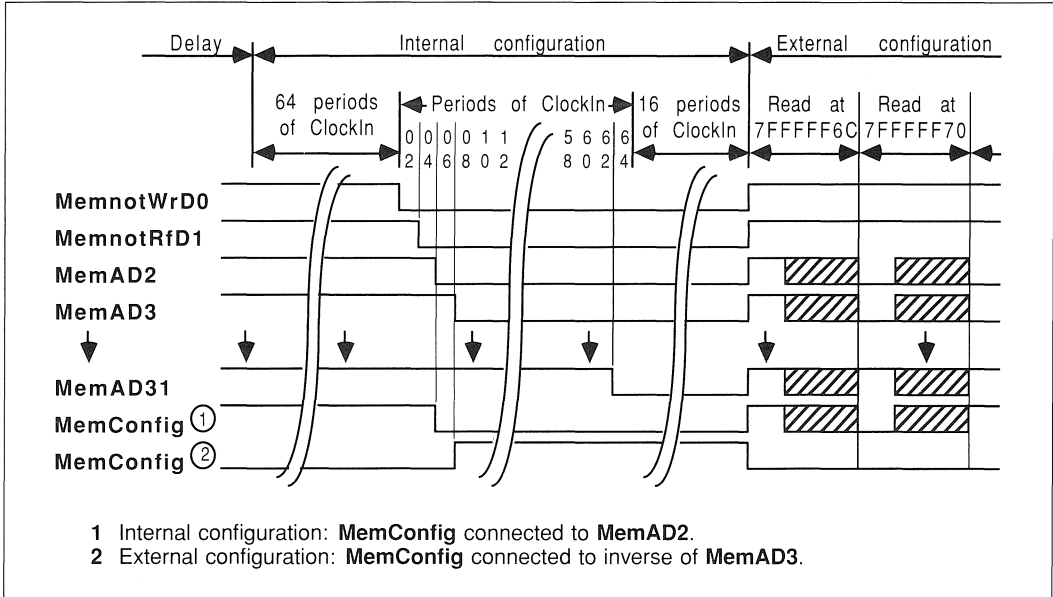 Delay Internal configuration External configuration
64 periods Periods of ClockIn 16 periods Read at Read at
of ClockIn of ClockIn 7FFFFF6C 7FFFFF70
0 0 0 0 1 1 5 6 6 6
2 4 6 8 0 2 8 0 2 4
MemnotWrD0
MemnotRfD1
MemAD2
MemAD3
MemAD31
MemConfig 1
MemConfig 2
1 Internal configuration: MemConfig connected to MemAD2.
2 External configuration: MemConfig connected to inverse of MemAD3.